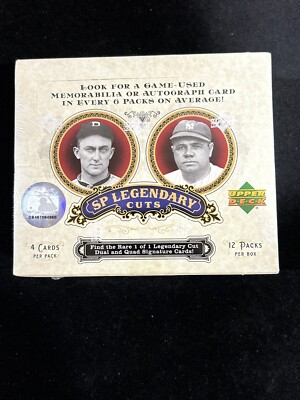 LOOK FOR A GAME-USED
MEMORABILIA OR AUTOGRAPH CARD
IN EVERY 6 PACKS ON AVERAGE!
D
SP LEGENDARY
CUTS
UPPER
DECK
4 CARDS
PER PACK
12 PACKS
PER BOX
Find the Rare 1 of 1 Legendary Cut
Dual and Quad Signature Cards!